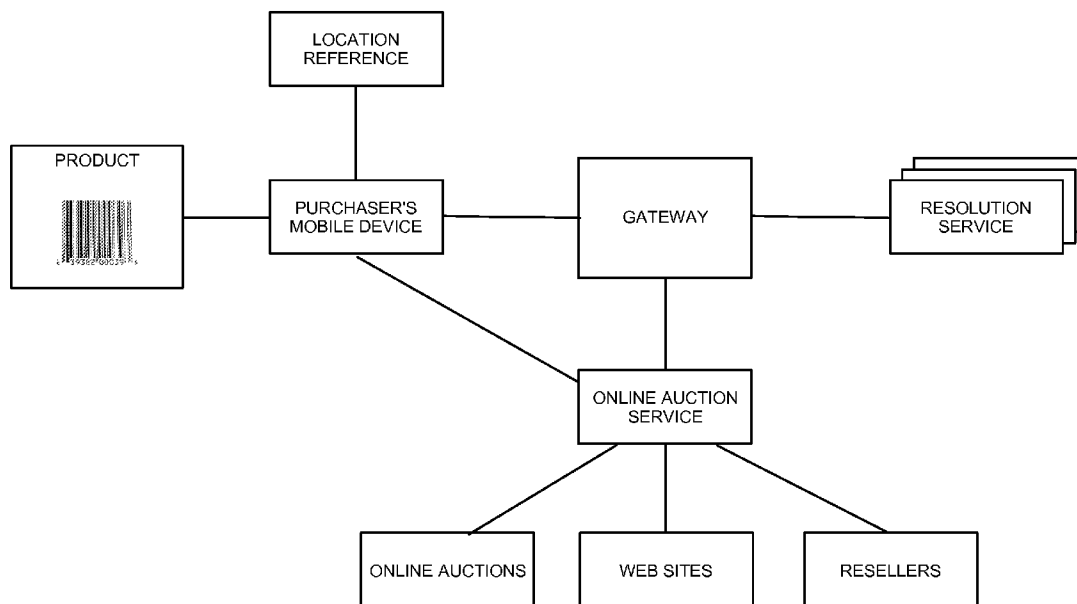 LOCATION
REFERENCE
PRODUCT
PURCHASER'S
MOBILE DEVICE
GATEWAY
RESOLUTION
SERVICE
ONLINE AUCTION
SERVICE
ONLINE AUCTIONS
WEB SITES
RESELLERS